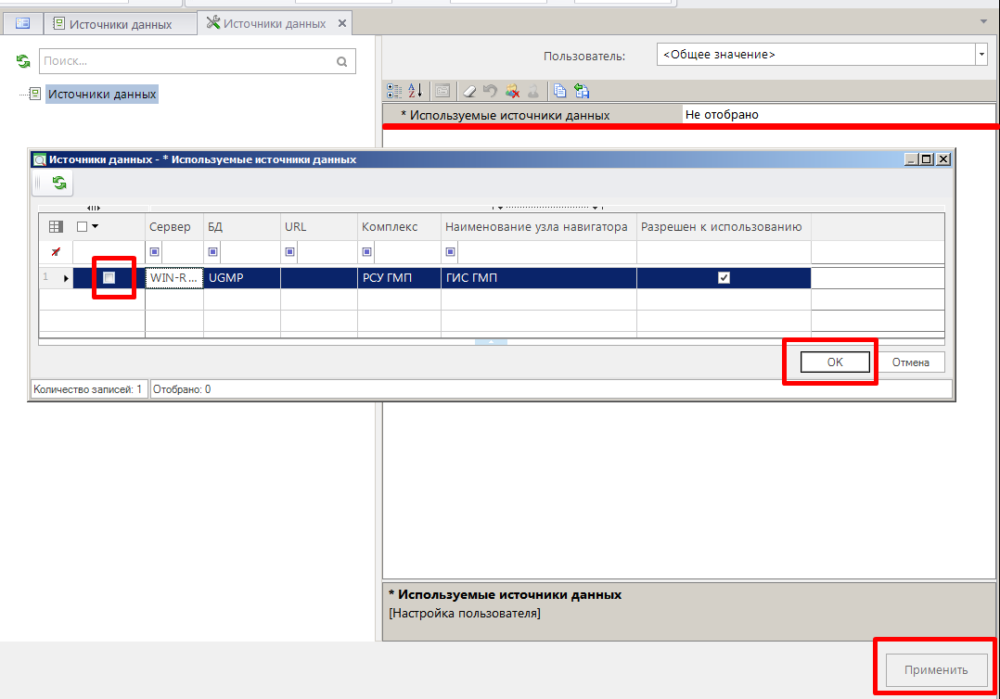 Источники данных
Источники данных
Поиск...
Источники данных
Пользователь:
<Общее значение>
* Используемые источники данных
Не отобрано
Источники данных - * Используемые источники данных
Сервер
БД
URL
Комплекс
Наименование узла навигатора
Разрешен к использованию
1
WIN-R...
UGMP
РСУ ГМП
ГИС ГМП
OK
Отмена
Количество записей: 1
Отобрано: 0
* Используемые источники данных
[Настройка пользователя]
Применить